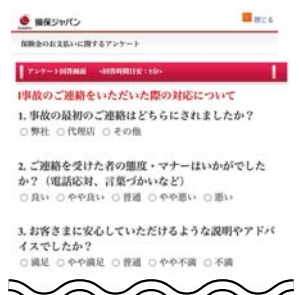 損保ジャパン
閉じる
保険金のお支払いに関するアンケート
アンケート回答画面 <回答時間目安:5分>
I事故のご連絡をいただいた際の対応について
1. 事故の最初のご連絡はどちらにされましたか?
○ 弊社 ○ 代理店 ○ その他
2. ご連絡を受けた者の態度・マナーはいかがでした
か?(電話応対、言葉づかいなど)
○ 良い ○ やや良い ○ 普通 ○ やや悪い ○ 悪い
3. お客さまに安心していただけるような説明やアドバ
イスでしたか?
○ 満足 ○ やや満足 ○ 普通 ○ やや不満 ○ 不満